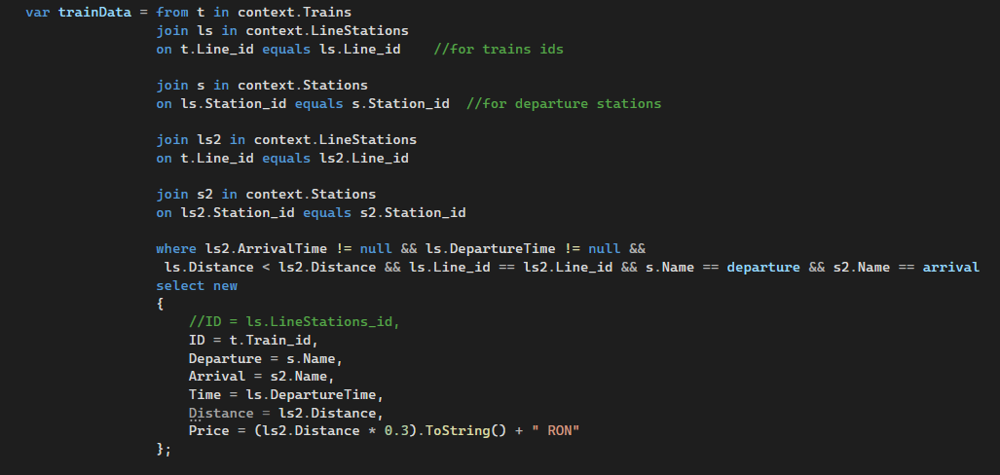 var trainData = from t in context.Trains
join ls in context.LineStations
on t.Line_id equals ls.Line_id    //for trains ids
join s in context.Stations
on ls.Station_id equals s.Station_id  //for departure stations
join ls2 in context.LineStations
on t.Line_id equals ls2.Line_id
join s2 in context.Stations
on ls2.Station_id equals s2.Station_id
where ls2.ArrivalTime != null && ls.DepartureTime != null &&
ls.Distance < ls2.Distance && ls.Line_id == ls2.Line_id && s.Name == departure && s2.Name == arrival
select new
{
//ID = ls.LineStations_id,
ID = t.Train_id,
Departure = s.Name,
Arrival = s2.Name,
Time = ls.DepartureTime,
Distance = ls2.Distance,
Price = (ls2.Distance * 0.3).ToString() + " RON"
};